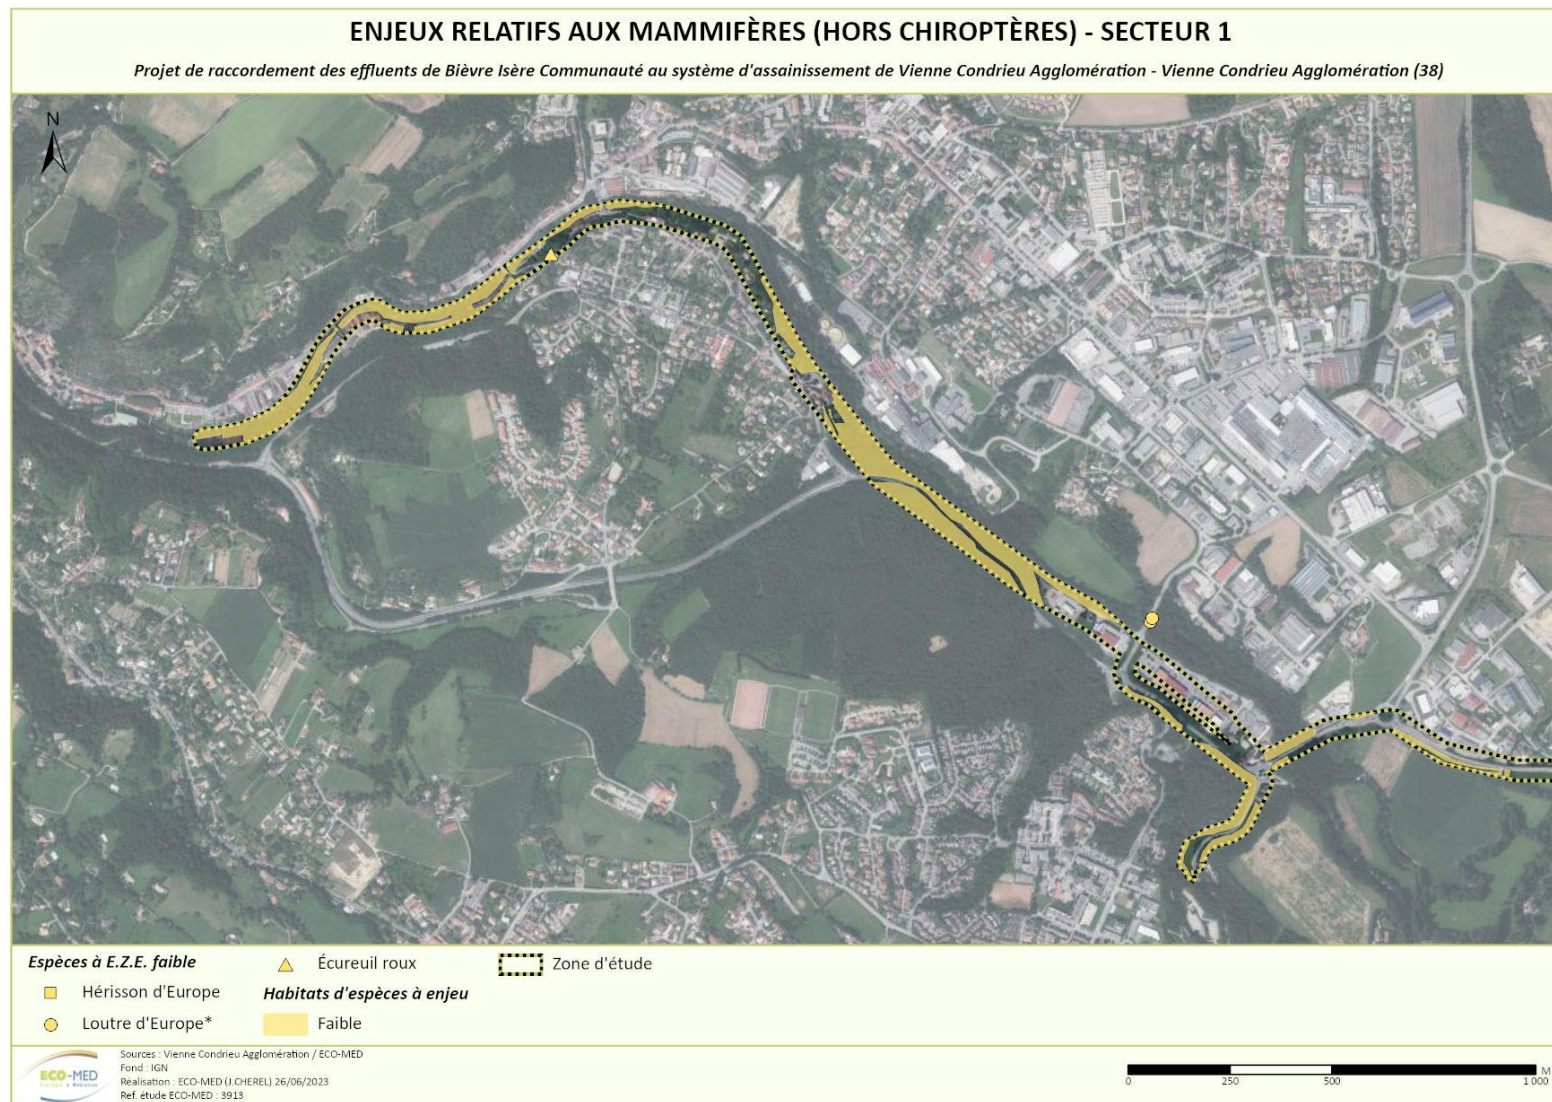 ENJEUX RELATIFS AUX MAMMIFÈRES (HORS CHIROPTÈRES) - SECTEUR 1
Projet de raccordement des effluents de Bièvre Isère Communauté au système d'assainissement de Vienne Condrieu Agglomération - Vienne Condrieu Agglomération (38)
N
Espèces à E.Z.E. faible
Hérisson d'Europe
Loutre d'Europe*
Écureuil roux
Habitats d'espèces à enjeu
Faible
Zone d'étude
ECO-MED
Écologie & Médiation
Sources : Vienne Condrieu Agglomération / ECO-MED
Fond : IGN
Réalisation : ECO-MED (J.CHEREL) 26/06/2023
Ref. étude ECO-MED : 3913
0 250 500 1 000 M